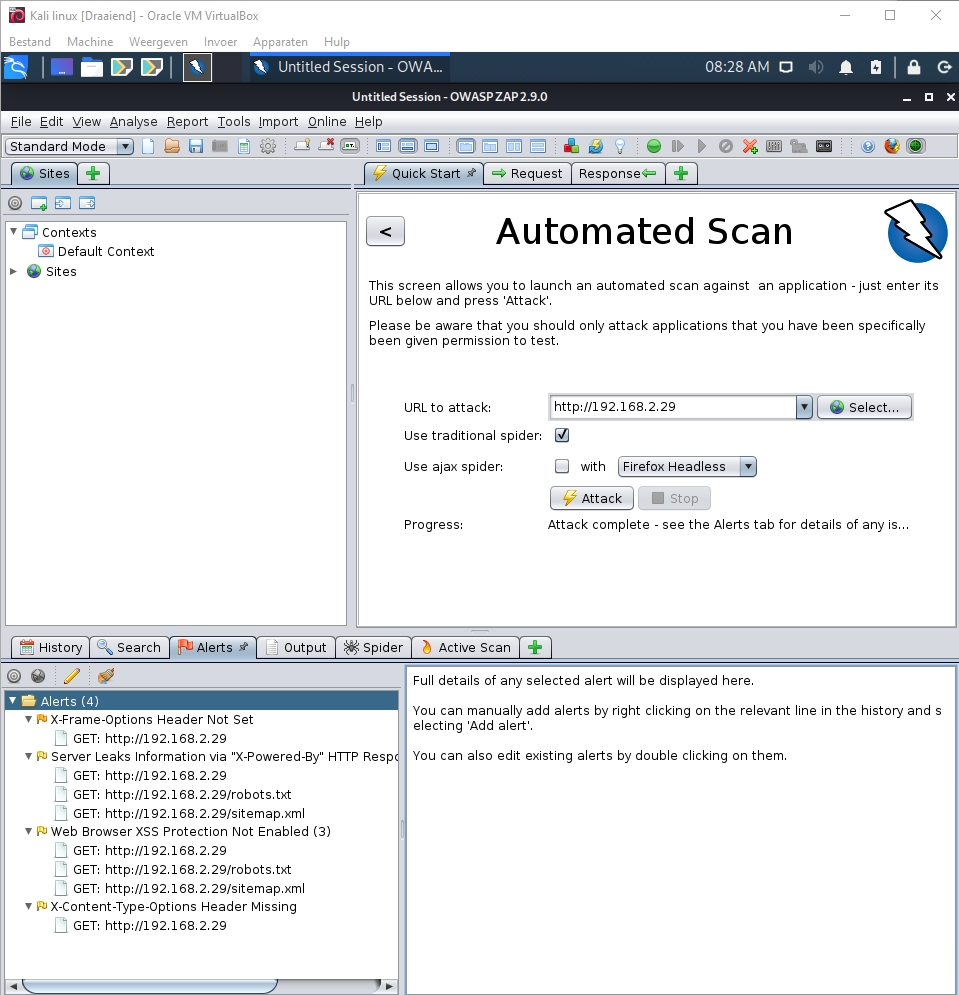 Kali linux [Draaiend] - Oracle VM VirtualBox
Bestand Machine Weergeven Invoer Apparaten Hulp
Untitled Session - OWA... 08:28 AM
Untitled Session - OWASP ZAP 2.9.0
File Edit View Analyse Report Tools Import Online Help
Standard Mode
Sites
Quick Start Request Response
Contexts
Default Context
Sites
<
Automated Scan
This screen allows you to launch an automated scan against  an application - just enter its
URL below and press 'Attack'.
Please be aware that you should only attack applications that you have been specifically
been given permission to test.
URL to attack: http://192.168.2.29 Select...
Use traditional spider:
Use ajax spider: with Firefox Headless
Attack Stop
Progress: Attack complete - see the Alerts tab for details of any is...
History Search Alerts Output Spider Active Scan
Alerts (4)
X-Frame-Options Header Not Set
GET: http://192.168.2.29
Server Leaks Information via "X-Powered-By" HTTP Respo
GET: http://192.168.2.29
GET: http://192.168.2.29/robots.txt
GET: http://192.168.2.29/sitemap.xml
Web Browser XSS Protection Not Enabled (3)
GET: http://192.168.2.29
GET: http://192.168.2.29/robots.txt
GET: http://192.168.2.29/sitemap.xml
X-Content-Type-Options Header Missing
GET: http://192.168.2.29
Full details of any selected alert will be displayed here.
You can manually add alerts by right clicking on the relevant line in the history and s
electing 'Add alert'.
You can also edit existing alerts by double clicking on them.